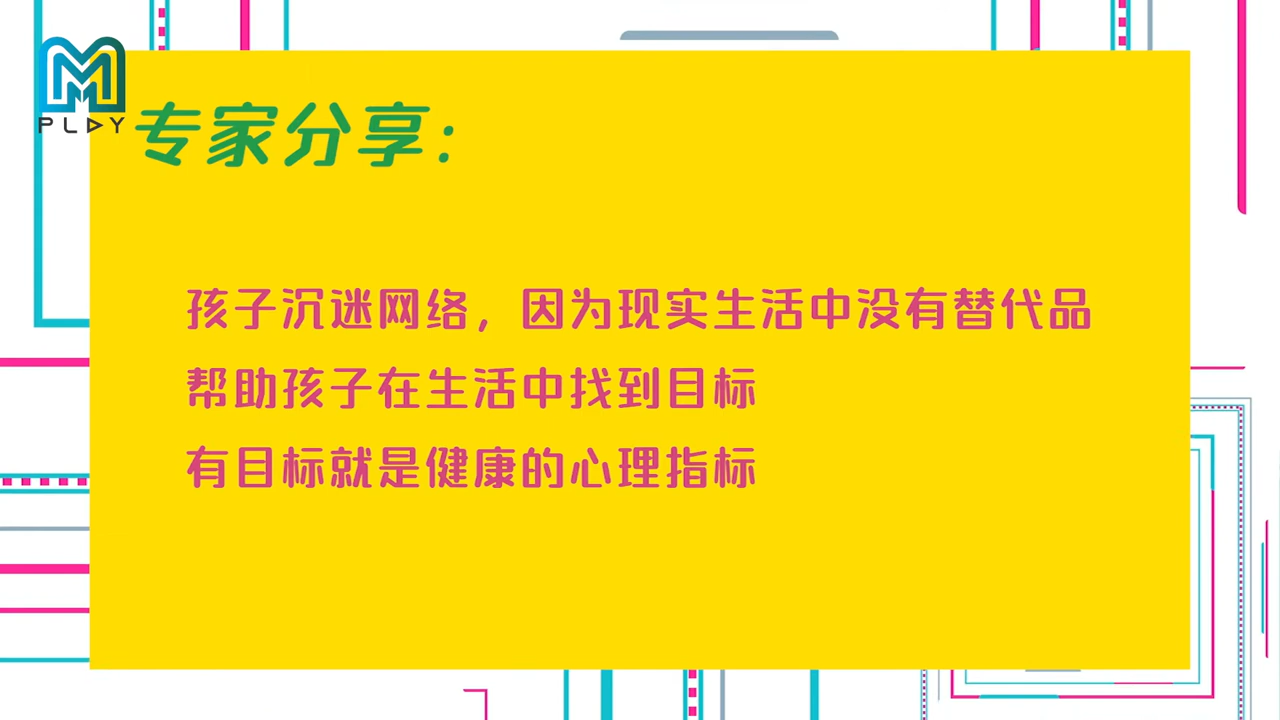 M
PLAY
专家分享：
孩子沉迷网络，因为现实生活中没有替代品
帮助孩子在生活中找到目标
有目标就是健康的心理指标